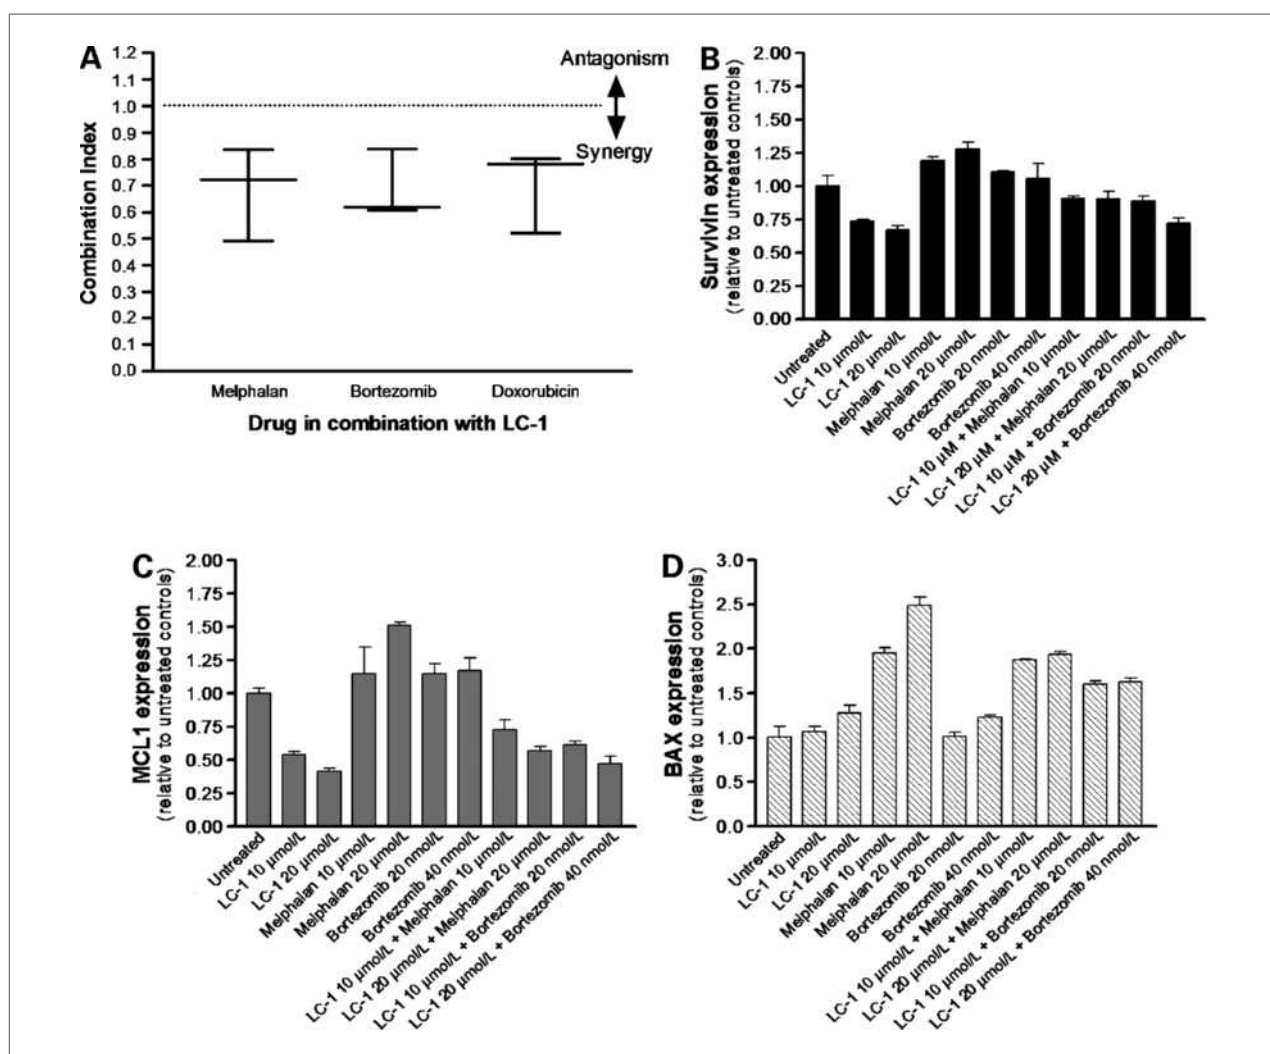 A
1.2
1.1
1.0
0.9
0.8
0.7
0.6
0.5
0.4
0.3
0.2
0.1
0.0
Combination Index
Antagonism
Synergy
Melphalan
Bortezomib
Doxorubicin
Drug in combination with LC-1
B
2.00
1.75
1.50
1.25
1.00
0.75
0.50
0.25
0.00
Survivin expression
(relative to untreated controls)
Untreated
LC-1 10 µmol/L
LC-1 20 µmol/L
Melphalan 10 µmol/L
Melphalan 20 µmol/L
Bortezomib 20 nmol/L
Bortezomib 40 nmol/L
LC-1 10 µM + Melphalan 10 µmol/L
LC-1 20 µM + Melphalan 20 µmol/L
LC-1 10 µM + Bortezomib 20 nmol/L
LC-1 20 µM + Bortezomib 40 nmol/L
C
2.00
1.75
1.50
1.25
1.00
0.75
0.50
0.25
0.00
MCL1 expression
(relative to untreated controls)
Untreated
LC-1 10 µmol/L
LC-1 20 µmol/L
Melphalan 10 µmol/L
Melphalan 20 µmol/L
Bortezomib 20 nmol/L
Bortezomib 40 nmol/L
LC-1 10 µmol/L + Melphalan 10 µmol/L
LC-1 20 µmol/L + Melphalan 20 µmol/L
LC-1 10 µmol/L + Bortezomib 20 nmol/L
LC-1 20 µmol/L + Bortezomib 40 nmol/L
D
3.0
2.5
2.0
1.5
1.0
0.5
0.0
BAX expression
(relative to untreated controls)
Untreated
LC-1 10 µmol/L
LC-1 20 µmol/L
Melphalan 10 µmol/L
Melphalan 20 µmol/L
Bortezomib 20 nmol/L
Bortezomib 40 nmol/L
LC-1 10 µmol/L + Melphalan 10 µmol/L
LC-1 20 µmol/L + Melphalan 20 µmol/L
LC-1 10 µmol/L + Bortezomib 20 nmol/L
LC-1 20 µmol/L + Bortezomib 40 nmol/L